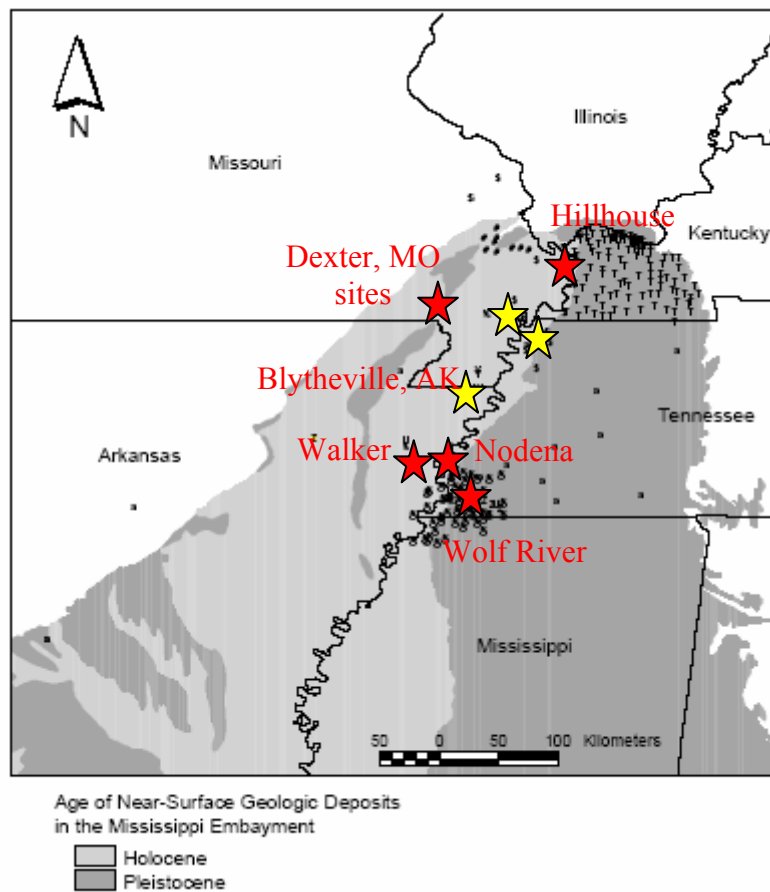 N
Illinois
Missouri
Hillhouse
Kentucky
Dexter, MO
sites
Blytheville, AK
Tennessee
Arkansas
Walker
Nodena
Wolf River
Mississippi
50 0 50 100 Kilometers
Age of Near-Surface Geologic Deposits
in the Mississippi Embayment
Holocene
Pleistocene